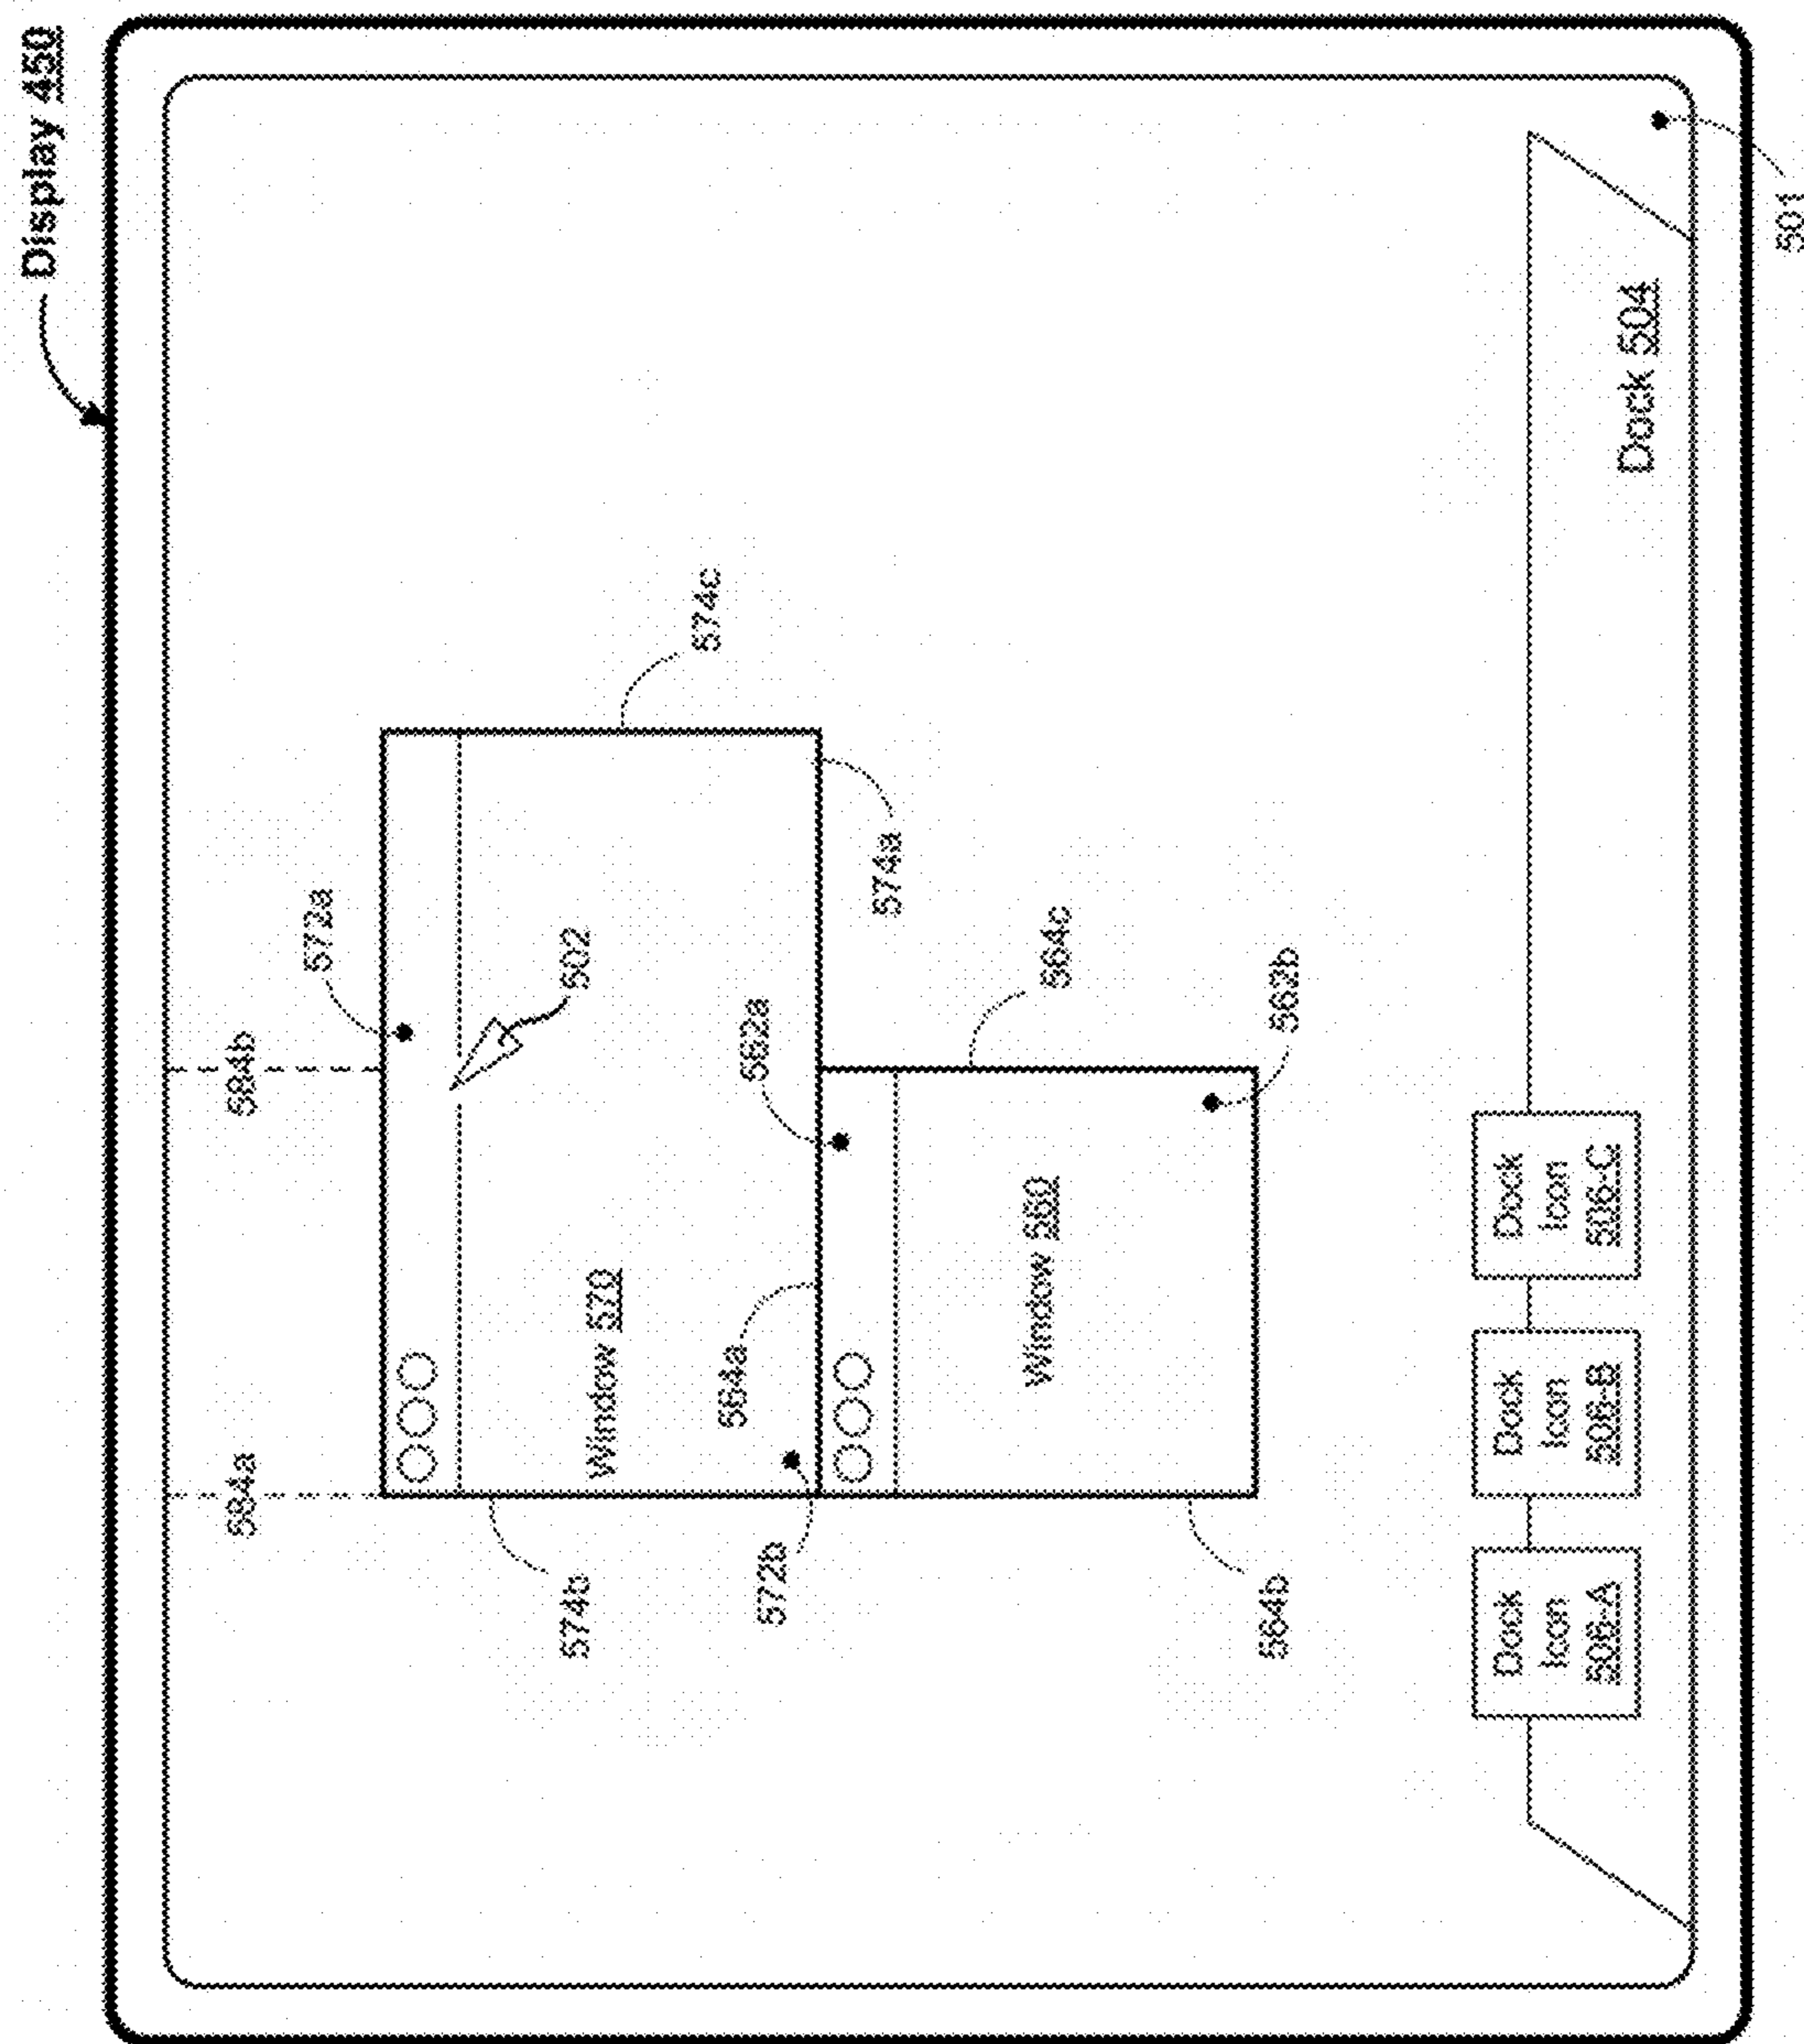 Display 450
584a
584b
572a
574b
502
Window 570
574c
564a
562a
572b
574a
Window 560
564c
564b
562b
Dock
Icon
506-A
Dock
Icon
506-B
Dock
Icon
506-C
Dock 504
501